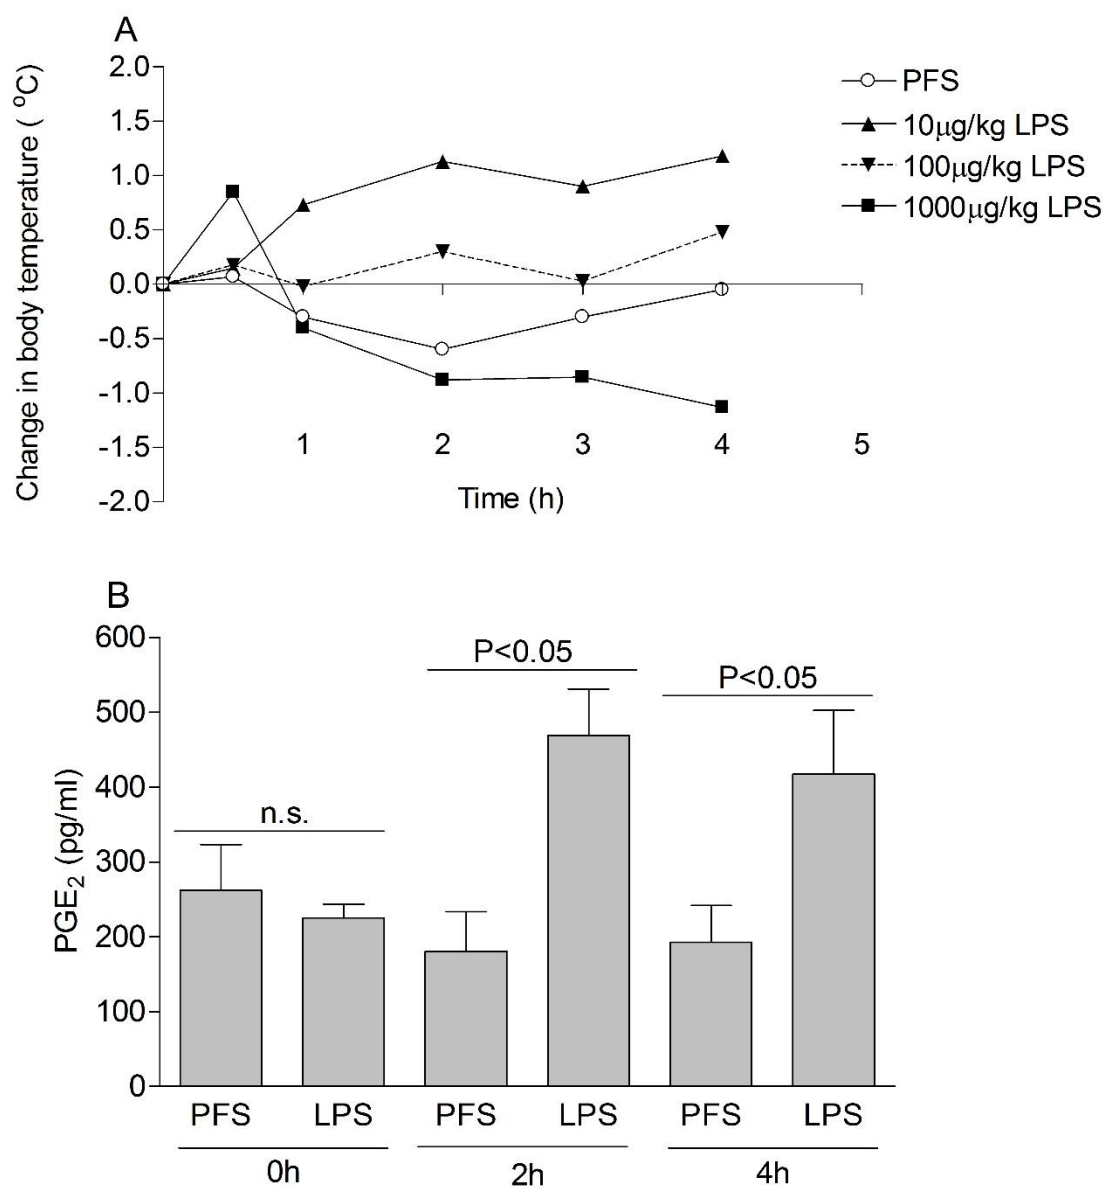 A
Change in body temperature ( °C)
2.0
1.5
1.0
0.5
0.0
-0.5
-1.0
-1.5
-2.0
1 2 3 4 5
Time (h)
PFS
10µg/kg LPS
100µg/kg LPS
1000µg/kg LPS
B
PGE₂ (pg/ml)
600
500
400
300
200
100
0
n.s.
P<0.05
P<0.05
PFS LPS PFS LPS PFS LPS
0h 2h 4h